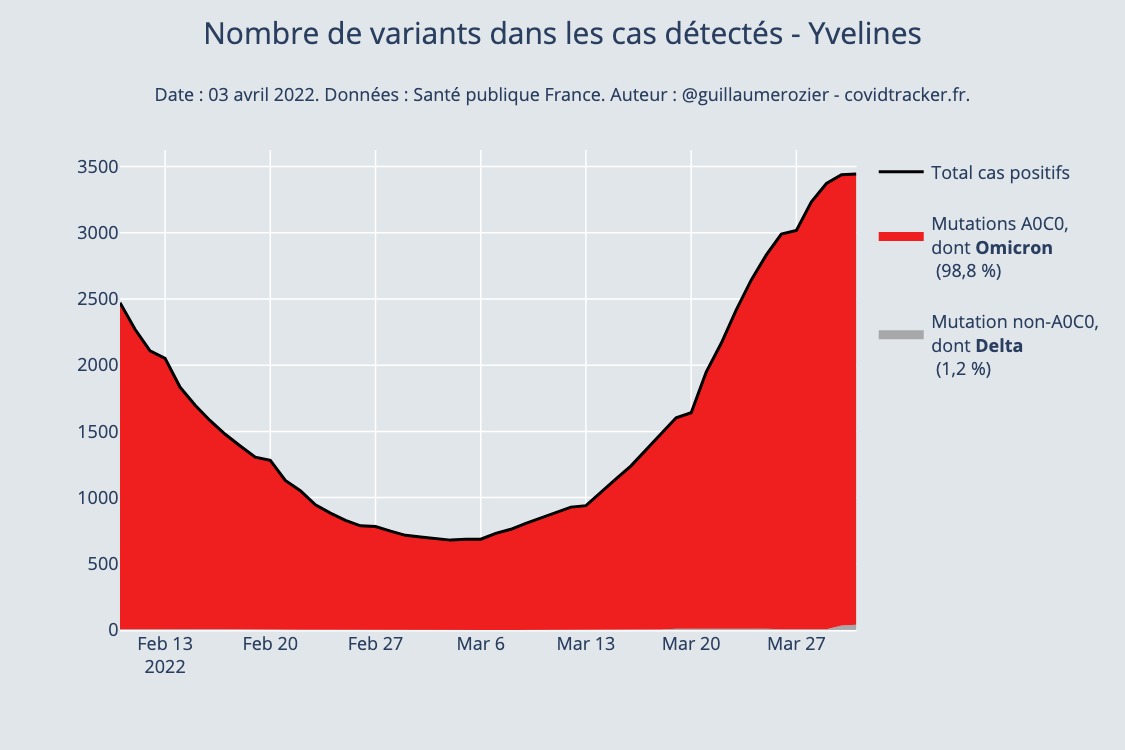 Nombre de variants dans les cas détectés - Yvelines
Date : 03 avril 2022. Données : Santé publique France. Auteur : @guillaumerozier - covidtracker.fr.
3500
3000
2500
2000
1500
1000
500
0
Feb 13
2022
Feb 20
Feb 27
Mar 6
Mar 13
Mar 20
Mar 27
Total cas positifs
Mutations A0C0,
dont Omicron
(98,8 %)
Mutation non-A0C0,
dont Delta
(1,2 %)